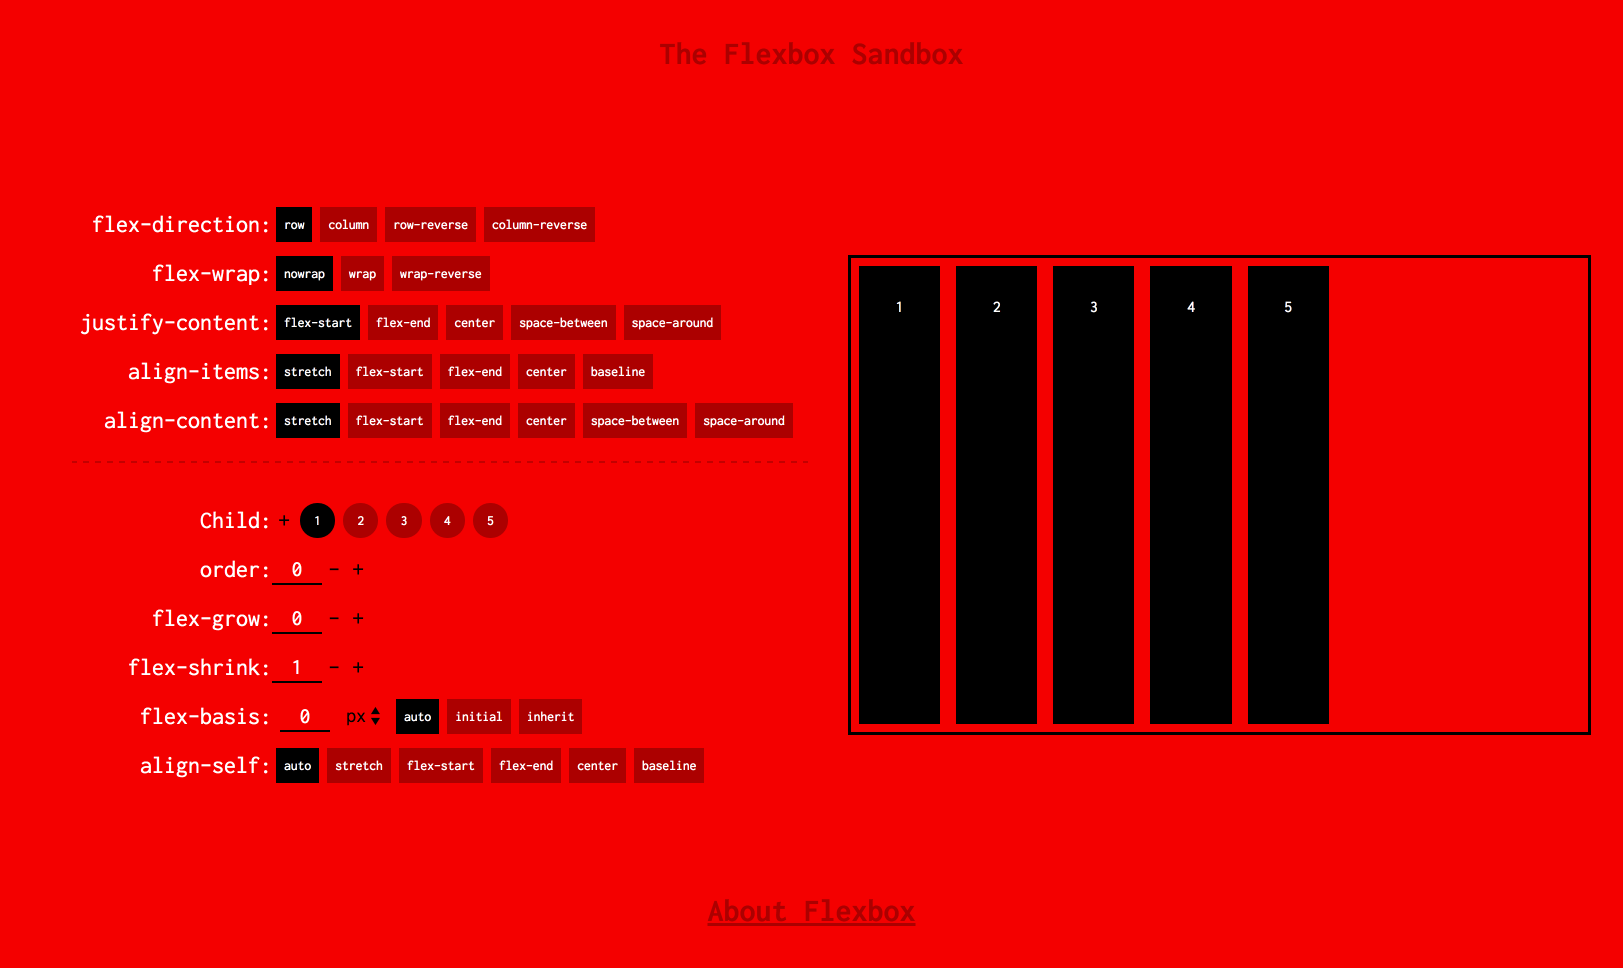 The Flexbox Sandbox
flex-direction: row column row-reverse column-reverse
flex-wrap: nowrap wrap wrap-reverse
justify-content: flex-start flex-end center space-between space-around
align-items: stretch flex-start flex-end center baseline
align-content: stretch flex-start flex-end center space-between space-around
Child: + 1 2 3 4 5
order: 0 - +
flex-grow: 0 - +
flex-shrink: 1 - +
flex-basis: 0 px auto initial inherit
align-self: auto stretch flex-start flex-end center baseline
1 2 3 4 5
About Flexbox